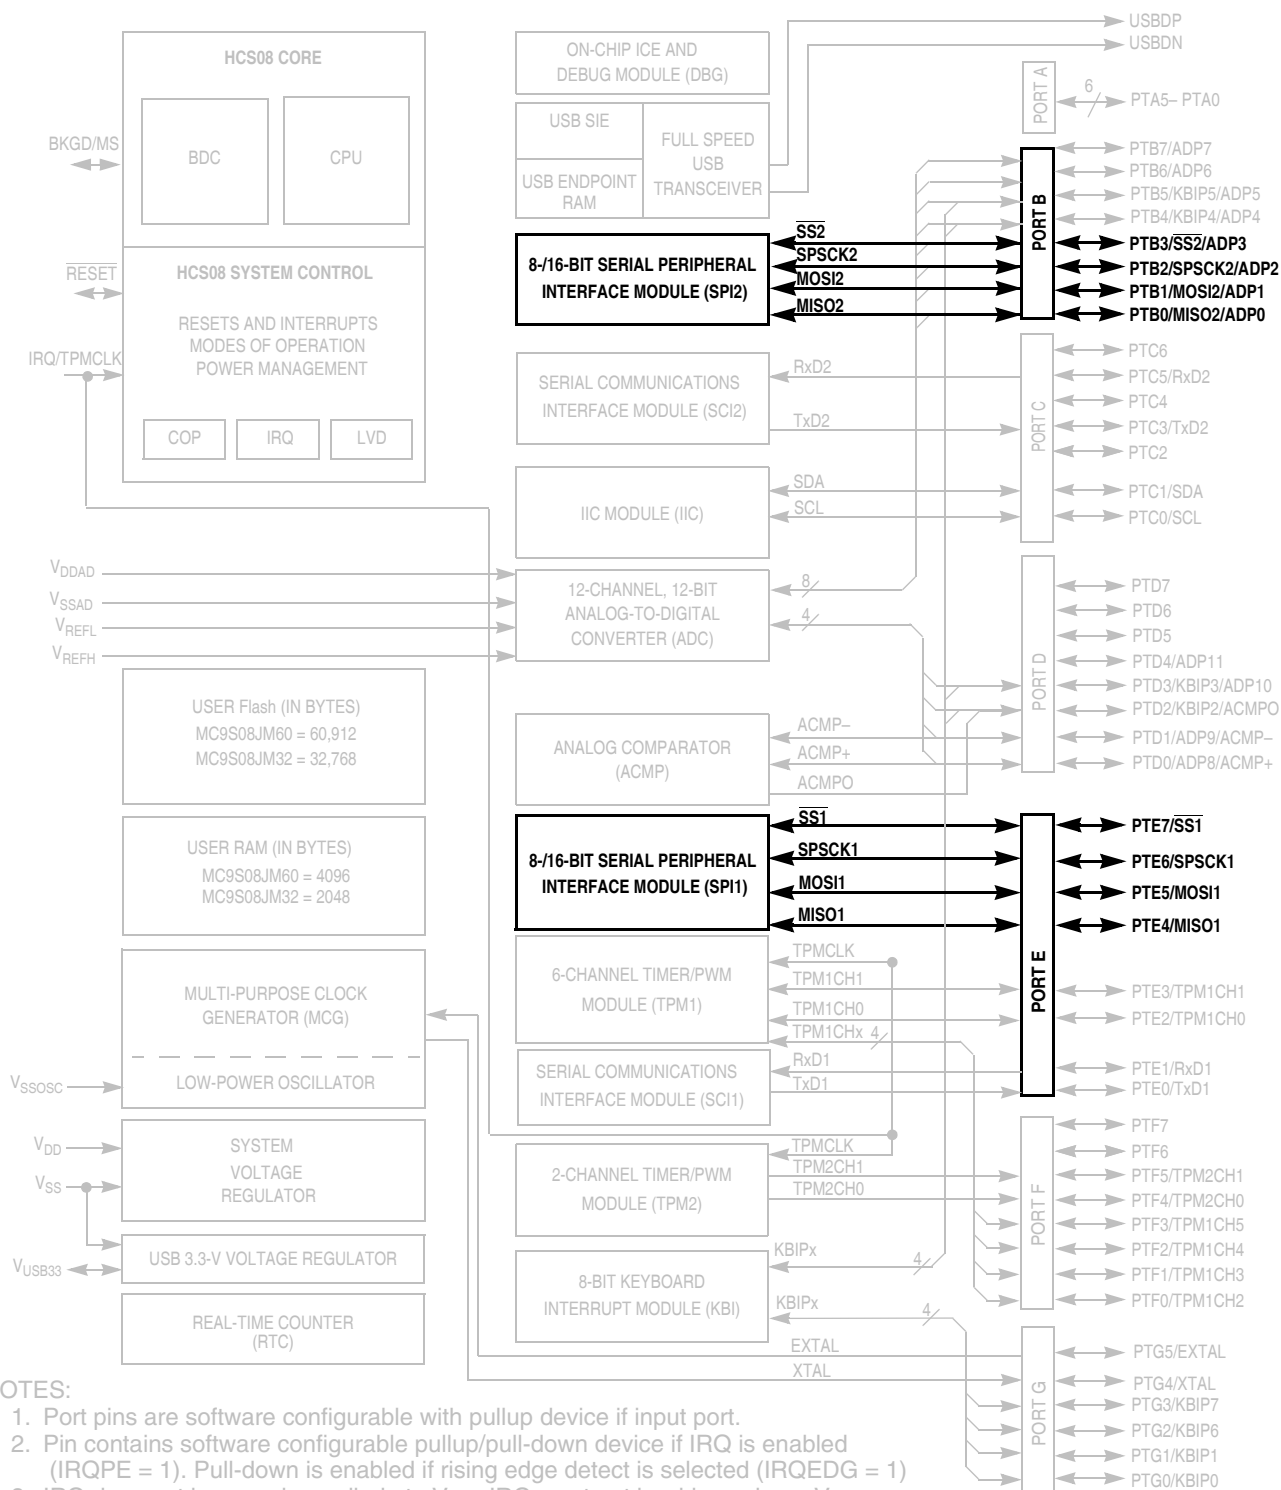 HCS08 CORE
BDC
CPU
BKGD/MS
RESET
HCS08 SYSTEM CONTROL
RESETS AND INTERRUPTS
MODES OF OPERATION
POWER MANAGEMENT
IRQ/TPMCLK
COP
IRQ
LVD
VDDAD
VSSAD
VREFL
VREFH
USER Flash (IN BYTES)
MC9S08JM60 = 60,912
MC9S08JM32 = 32,768
USER RAM (IN BYTES)
MC9S08JM60 = 4096
MC9S08JM32 = 2048
MULTI-PURPOSE CLOCK
GENERATOR (MCG)
LOW-POWER OSCILLATOR
VSSOSC
VDD
VSS
SYSTEM
VOLTAGE
REGULATOR
USB 3.3-V VOLTAGE REGULATOR
VUSB33
REAL-TIME COUNTER
(RTC)
ON-CHIP ICE AND
DEBUG MODULE (DBG)
USB SIE
USB ENDPOINT
RAM
FULL SPEED
USB
TRANSCEIVER
8-/16-BIT SERIAL PERIPHERAL
INTERFACE MODULE (SPI2)
SS2
SPSCK2
MOSI2
MISO2
SERIAL COMMUNICATIONS
INTERFACE MODULE (SCI2)
RxD2
TxD2
IIC MODULE (IIC)
SDA
SCL
12-CHANNEL, 12-BIT
ANALOG-TO-DIGITAL
CONVERTER (ADC)
8
4
ANALOG COMPARATOR
(ACMP)
ACMP–
ACMP+
ACMPO
8-/16-BIT SERIAL PERIPHERAL
INTERFACE MODULE (SPI1)
SS1
SPSCK1
MOSI1
MISO1
6-CHANNEL TIMER/PWM
MODULE (TPM1)
TPMCLK
TPM1CH1
TPM1CH0
TPM1CHx 4
SERIAL COMMUNICATIONS
INTERFACE MODULE (SCI1)
RxD1
TxD1
2-CHANNEL TIMER/PWM
MODULE (TPM2)
TPMCLK
TPM2CH1
TPM2CH0
8-BIT KEYBOARD
INTERRUPT MODULE (KBI)
KBIPx
4
KBIPx
4
EXTAL
XTAL
USBDP
USBDN
PORT A
6
PTA5– PTA0
PORT B
PTB7/ADP7
PTB6/ADP6
PTB5/KBIP5/ADP5
PTB4/KBIP4/ADP4
PTB3/SS2/ADP3
PTB2/SPSCK2/ADP2
PTB1/MOSI2/ADP1
PTB0/MISO2/ADP0
PORT C
PTC6
PTC5/RxD2
PTC4
PTC3/TxD2
PTC2
PTC1/SDA
PTC0/SCL
PORT D
PTD7
PTD6
PTD5
PTD4/ADP11
PTD3/KBIP3/ADP10
PTD2/KBIP2/ACMPO
PTD1/ADP9/ACMP–
PTD0/ADP8/ACMP+
PORT E
PTE7/SS1
PTE6/SPSCK1
PTE5/MOSI1
PTE4/MISO1
PTE3/TPM1CH1
PTE2/TPM1CH0
PTE1/RxD1
PTE0/TxD1
PORT F
PTF7
PTF6
PTF5/TPM2CH1
PTF4/TPM2CH0
PTF3/TPM1CH5
PTF2/TPM1CH4
PTF1/TPM1CH3
PTF0/TPM1CH2
PORT G
PTG5/EXTAL
PTG4/XTAL
PTG3/KBIP7
PTG2/KBIP6
PTG1/KBIP1
PTG0/KBIP0
OTES:
1. Port pins are software configurable with pullup device if input port.
2. Pin contains software configurable pullup/pull-down device if IRQ is enabled
(IRQPE = 1). Pull-down is enabled if rising edge detect is selected (IRQEDG = 1)